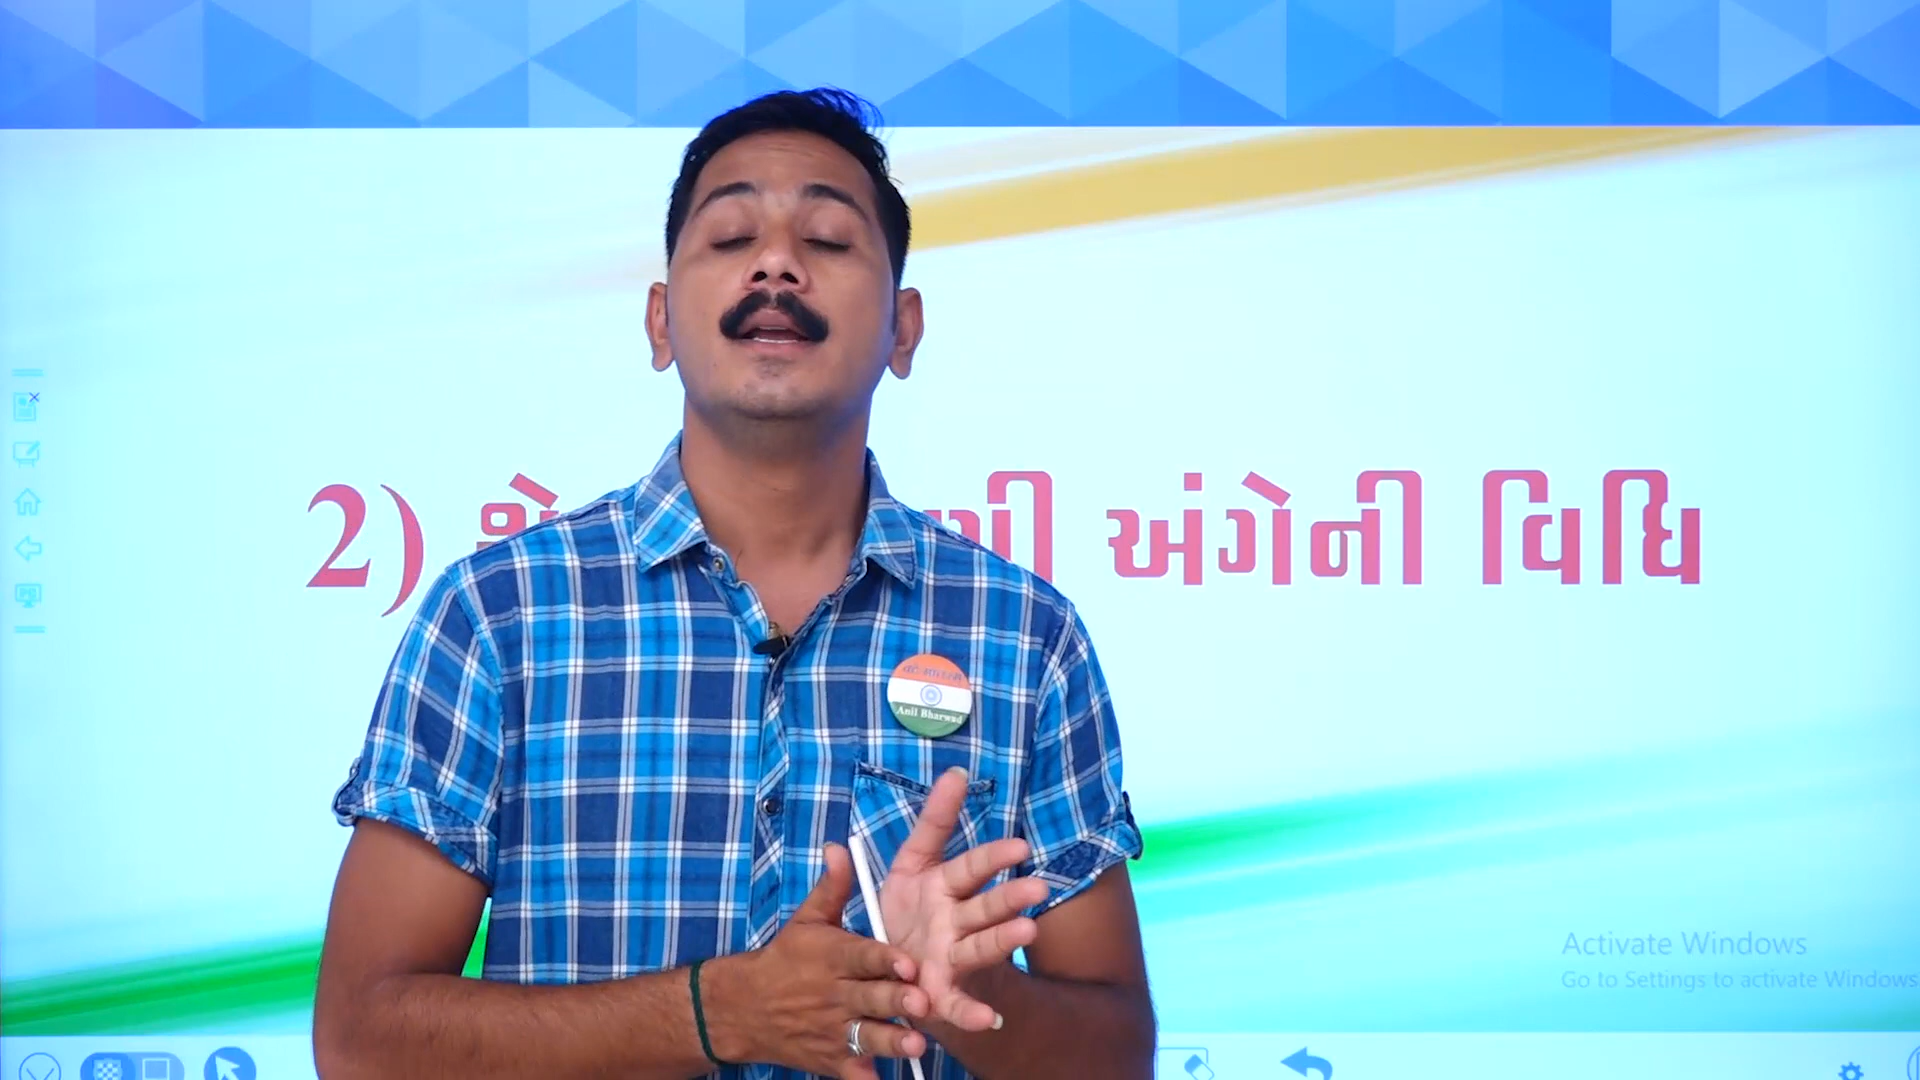 2) અંગેની વિધિ
Anil Bharwad
Activate Windows
Go to Settings to activate Windows